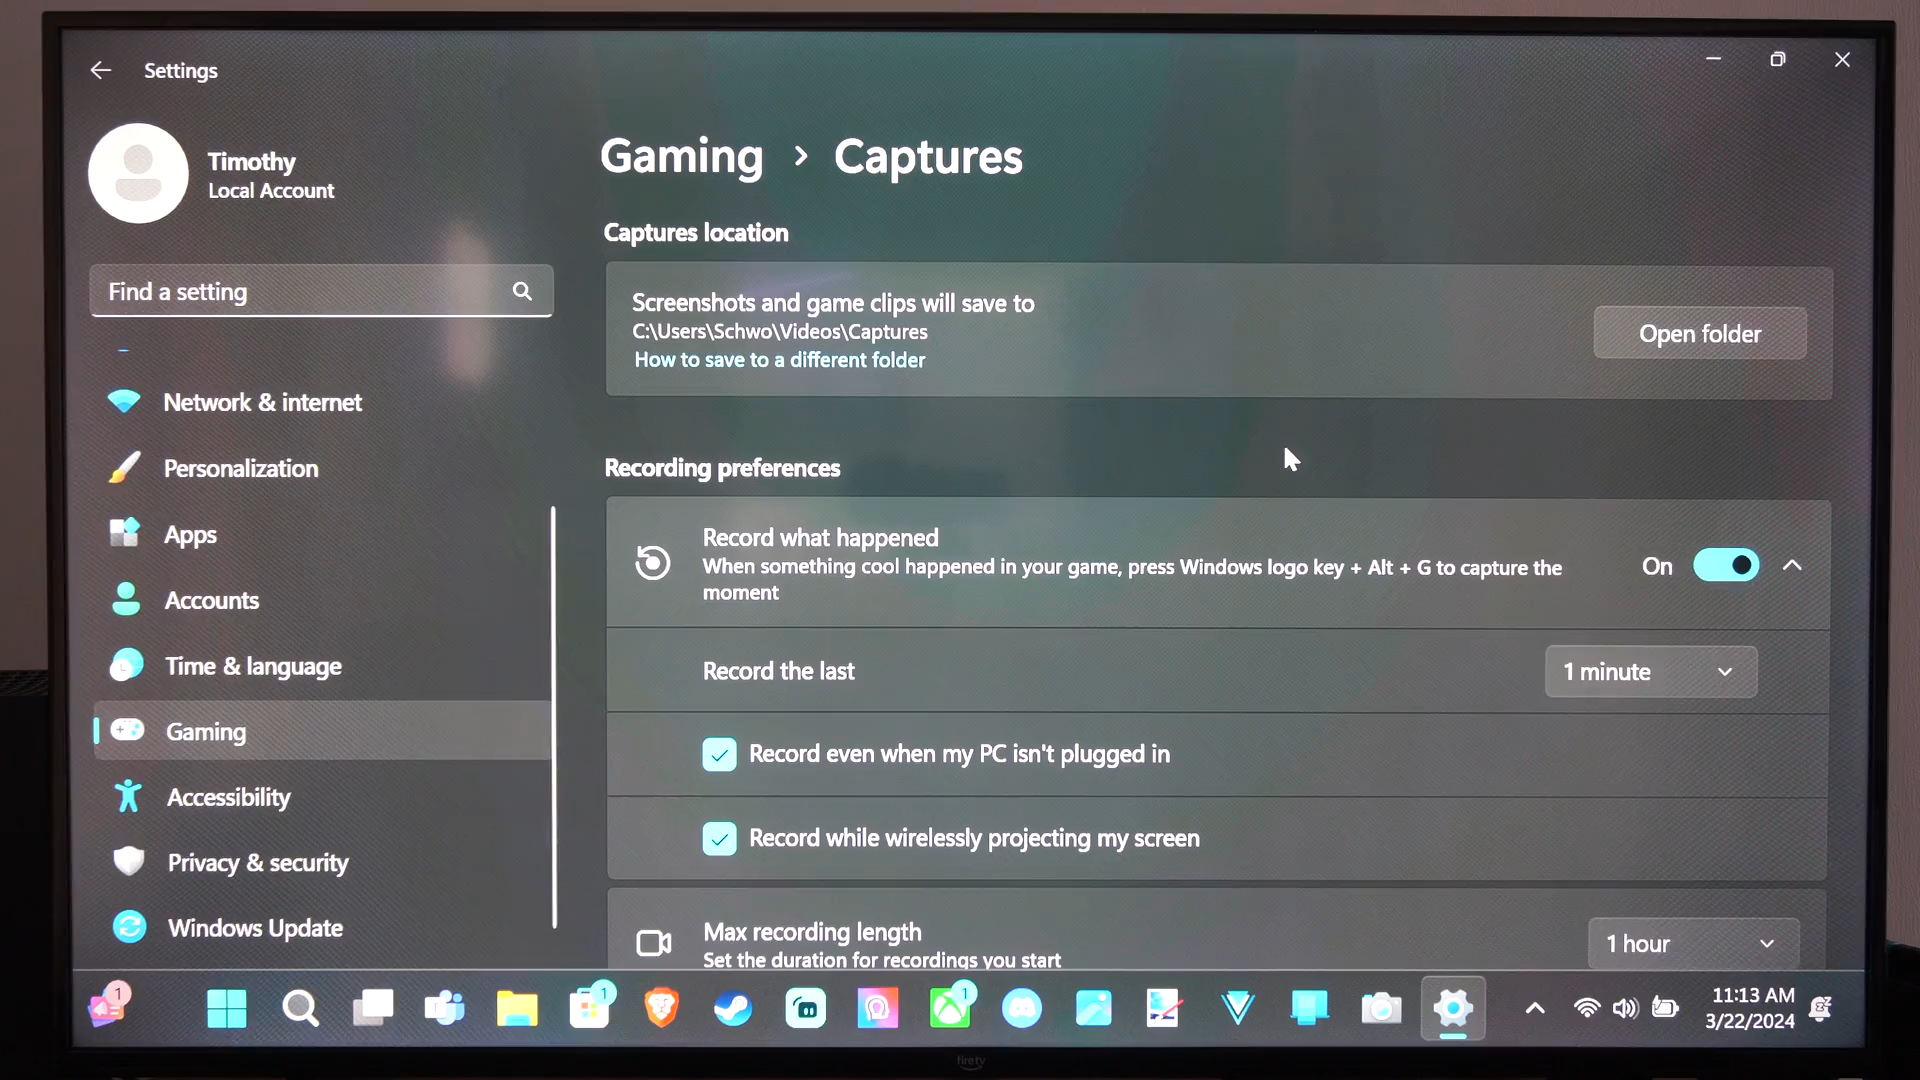 Settings
Timothy
Local Account
Find a setting
Network & internet
Personalization
Apps
Accounts
Time & language
Gaming
Accessibility
Privacy & security
Windows Update
Gaming > Captures
Captures location
Screenshots and game clips will save to
C:\Users\Schwo\Videos\Captures
How to save to a different folder
Open folder
Recording preferences
Record what happened
When something cool happened in your game, press Windows logo key + Alt + G to capture the
moment
On
Record the last
1 minute
Record even when my PC isn't plugged in
Record while wirelessly projecting my screen
Max recording length
Set the duration for recordings you start
1 hour
1
1
1
11:13 AM
3/22/2024
firetv